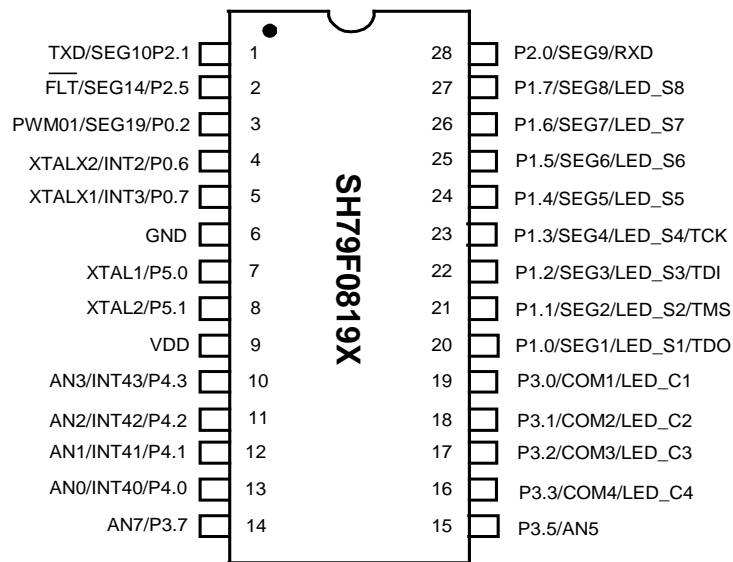 TXD/SEG10P2.1 1 28 P2.0/SEG9/RXD
FLT/SEG14/P2.5 2 27 P1.7/SEG8/LED_S8
PWM01/SEG19/P0.2 3 26 P1.6/SEG7/LED_S7
XTALX2/INT2/P0.6 4 25 P1.5/SEG6/LED_S6
XTALX1/INT3/P0.7 5 24 P1.4/SEG5/LED_S5
GND 6 23 P1.3/SEG4/LED_S4/TCK
XTAL1/P5.0 7 22 P1.2/SEG3/LED_S3/TDI
XTAL2/P5.1 8 21 P1.1/SEG2/LED_S2/TMS
VDD 9 20 P1.0/SEG1/LED_S1/TDO
AN3/INT43/P4.3 10 19 P3.0/COM1/LED_C1
AN2/INT42/P4.2 11 18 P3.1/COM2/LED_C2
AN1/INT41/P4.1 12 17 P3.2/COM3/LED_C3
AN0/INT40/P4.0 13 16 P3.3/COM4/LED_C4
AN7/P3.7 14 15 P3.5/AN5
SH79F0819X